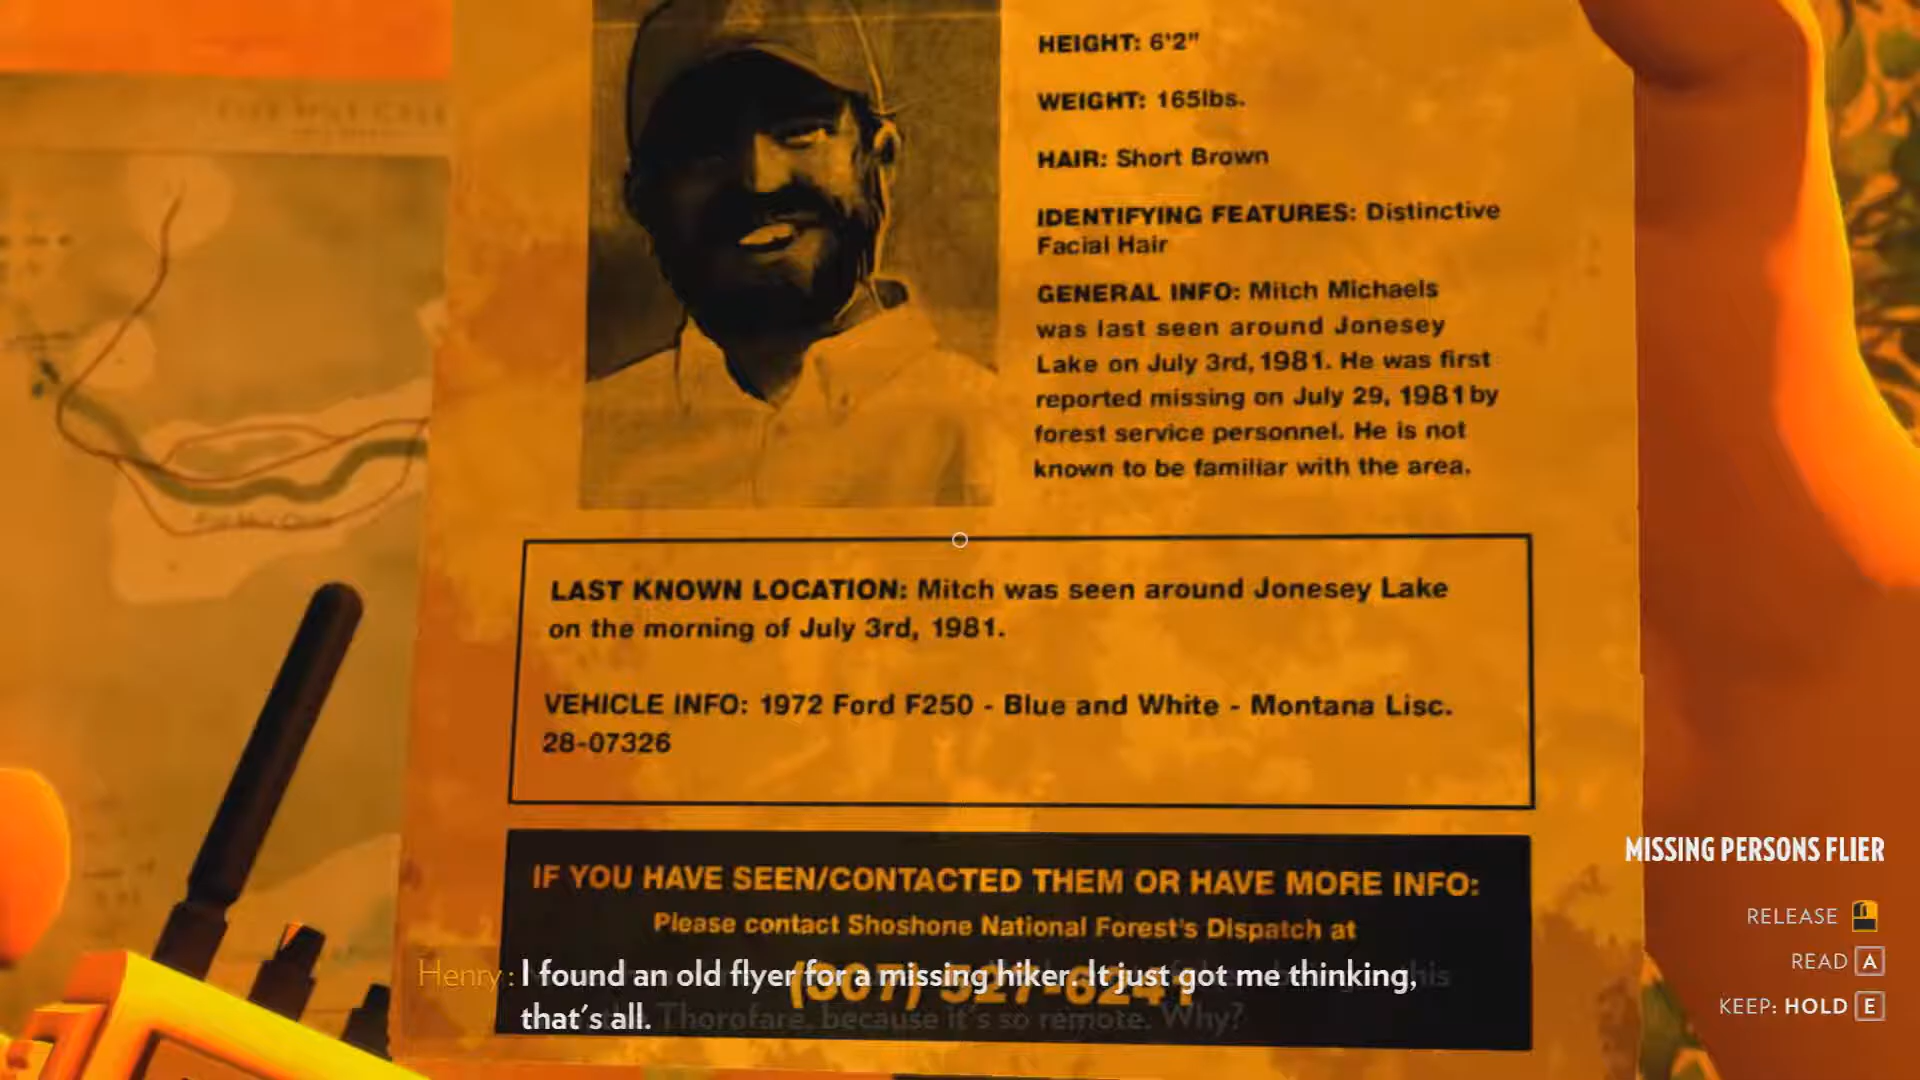 HEIGHT: 6'2"
WEIGHT: 165lbs.
HAIR: Short Brown
IDENTIFYING FEATURES: Distinctive
Facial Hair
GENERAL INFO: Mitch Michaels
was last seen around Jonesey
Lake on July 3rd, 1981. He was first
reported missing on July 29, 1981 by
forest service personnel. He is not
known to be familiar with the area.
LAST KNOWN LOCATION: Mitch was seen around Jonesey Lake
on the morning of July 3rd, 1981.
VEHICLE INFO: 1972 Ford F250 - Blue and White - Montana Lisc.
28-07326
IF YOU HAVE SEEN/CONTACTED THEM OR HAVE MORE INFO:
Please contact Shoshone National Forest's Dispatch at
(307) 527-6241
Henry: I found an old flyer for a missing hiker. It just got me thinking,
that's all.
Thorofare, because it's so remote. Why?
MISSING PERSONS FLIER
RELEASE
READ A
KEEP: HOLD E